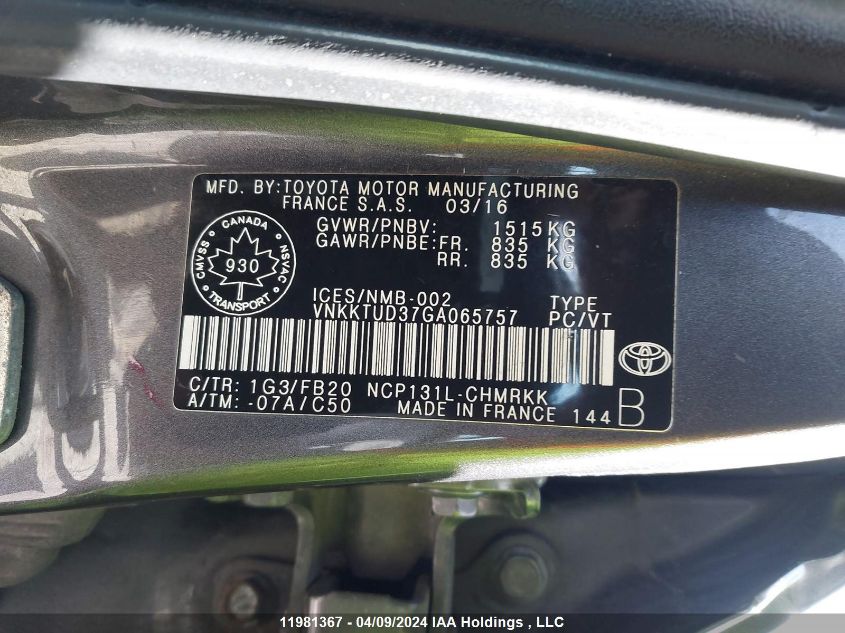 MFD. BY:TOYOTA MOTOR MANUFACTURING
FRANCE S.A.S. 03/16
GVWR/PNBV: 1515KG
GAWR/PNBE:FR. 835 KG
RR. 835 KG
CANADA
CMVSS
930
NSVAC
TRANSPORT
ICES/NMB-002 TYPE
VNKKTUD37GA065757 PC/VT
C/TR: 1G3/FB20 NCP131L-CHMRKK
A/TM: -07A/C50 MADE IN FRANCE 144 B
11981367 - 04/09/2024 IAA Holdings , LLC